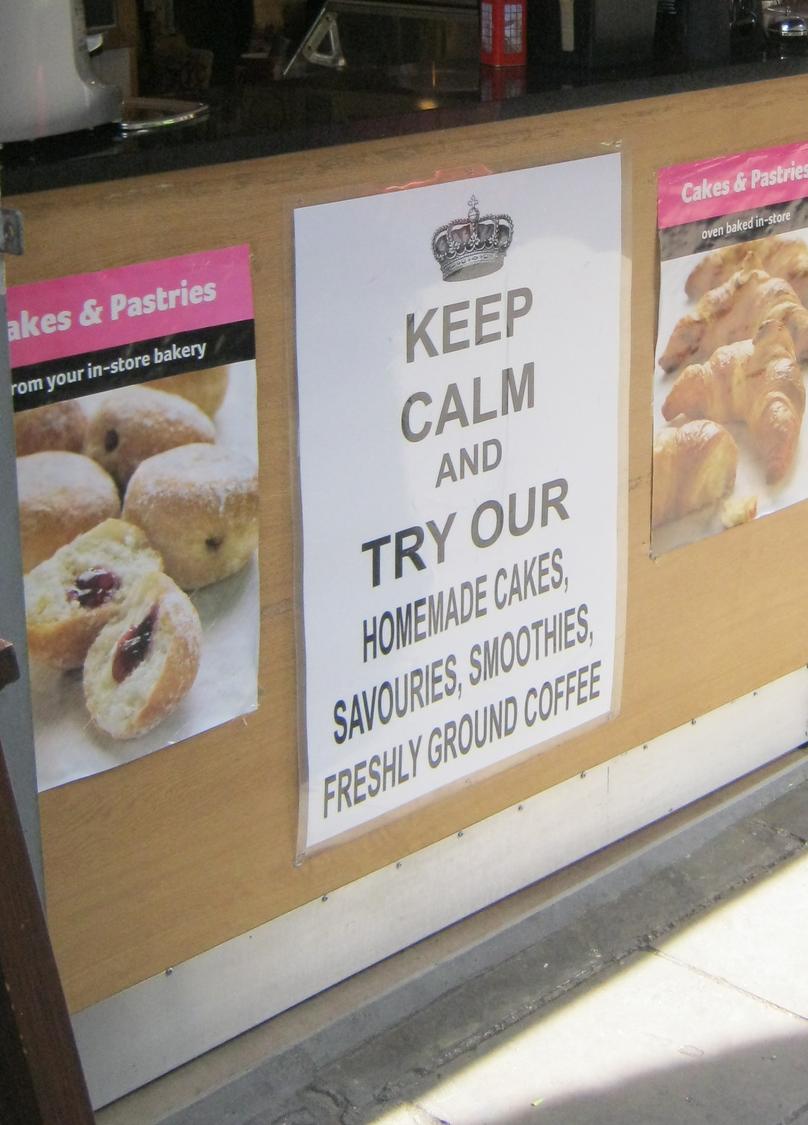 akes & Pastries
rom your in-store bakery
KEEP
CALM
AND
TRY OUR
HOMEMADE CAKES,
SAVOURIES, SMOOTHIES,
FRESHLY GROUND COFFEE
Cakes & Pastries
oven baked in-store